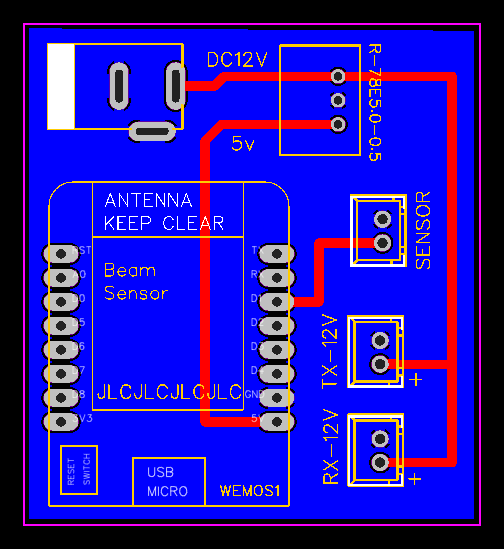 DC12V
R-78E5.0-0.5
5v
ANTENNA
KEEP CLEAR
SENSOR
RST
TX
A0
RX
Beam
Sensor
D0
D1
D5
D2
D6
D3
D7
D4
TX-12V
+
D8
JLCJLCJLCJLC
GND
3V3
5V
RX-12V
+
RESET
SWITCH
USB
MICRO
WEMOS1